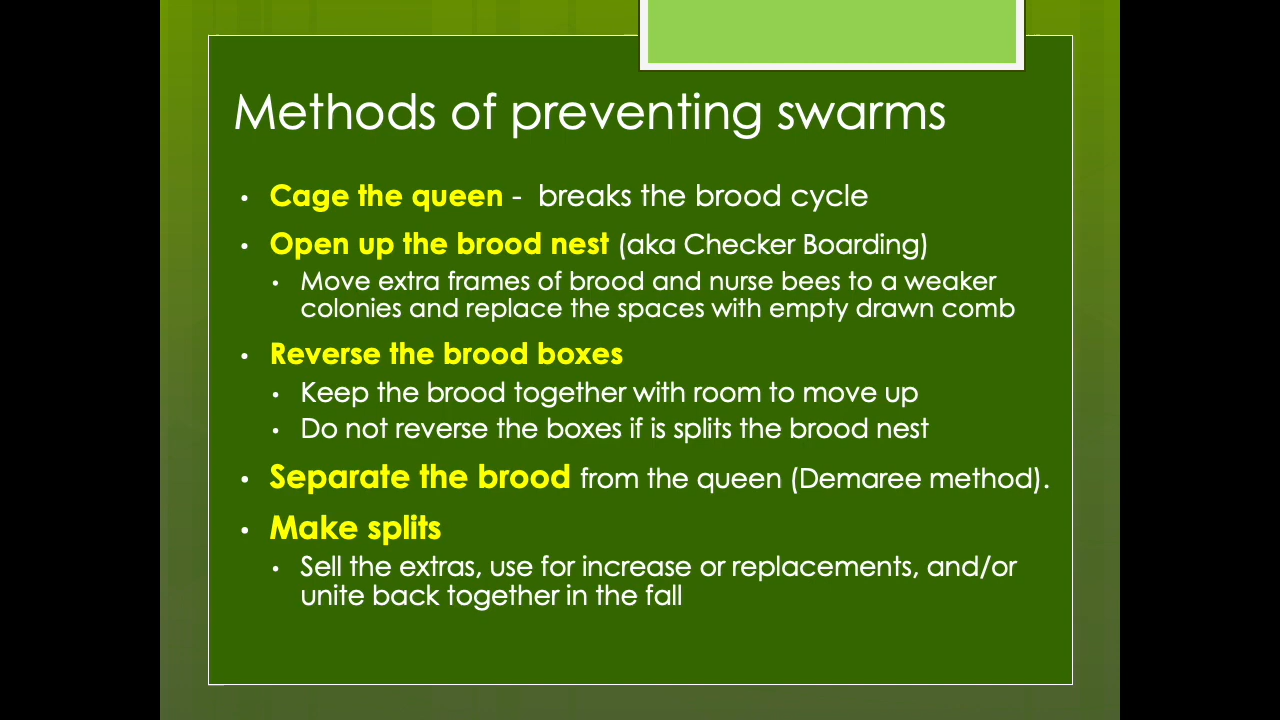 Methods of preventing swarms
• Cage the queen - breaks the brood cycle
• Open up the brood nest (aka Checker Boarding)
• Move extra frames of brood and nurse bees to a weaker
colonies and replace the spaces with empty drawn comb
• Reverse the brood boxes
• Keep the brood together with room to move up
• Do not reverse the boxes if is splits the brood nest
• Separate the brood from the queen (Demaree method).
• Make splits
• Sell the extras, use for increase or replacements, and/or
unite back together in the fall